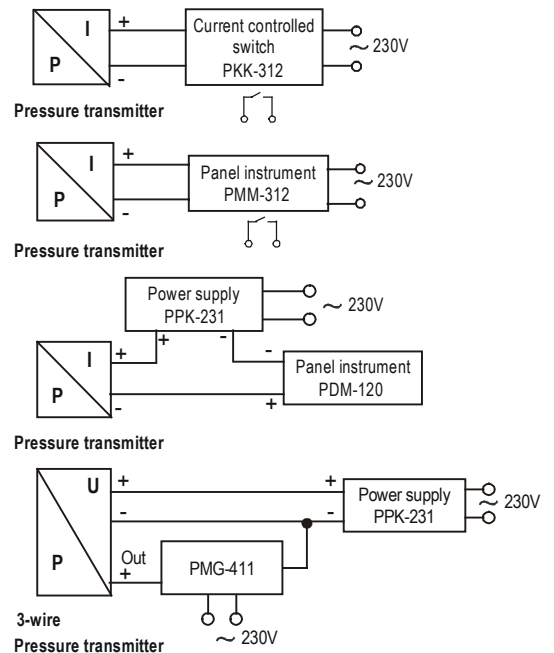 I
+
Current controlled
switch
PKK-312
~ 230V
P
-
Pressure transmitter
I
+
Panel instrument
PMM-312
~ 230V
P
-
Pressure transmitter
Power supply
PPK-231
~ 230V
+
-
I
+
-
Panel instrument
PDM-120
P
-
+
Pressure transmitter
U
+
+
Power supply
PPK-231
~ 230V
-
-
P
Out
+
PMG-411
3-wire
Pressure transmitter
~ 230V